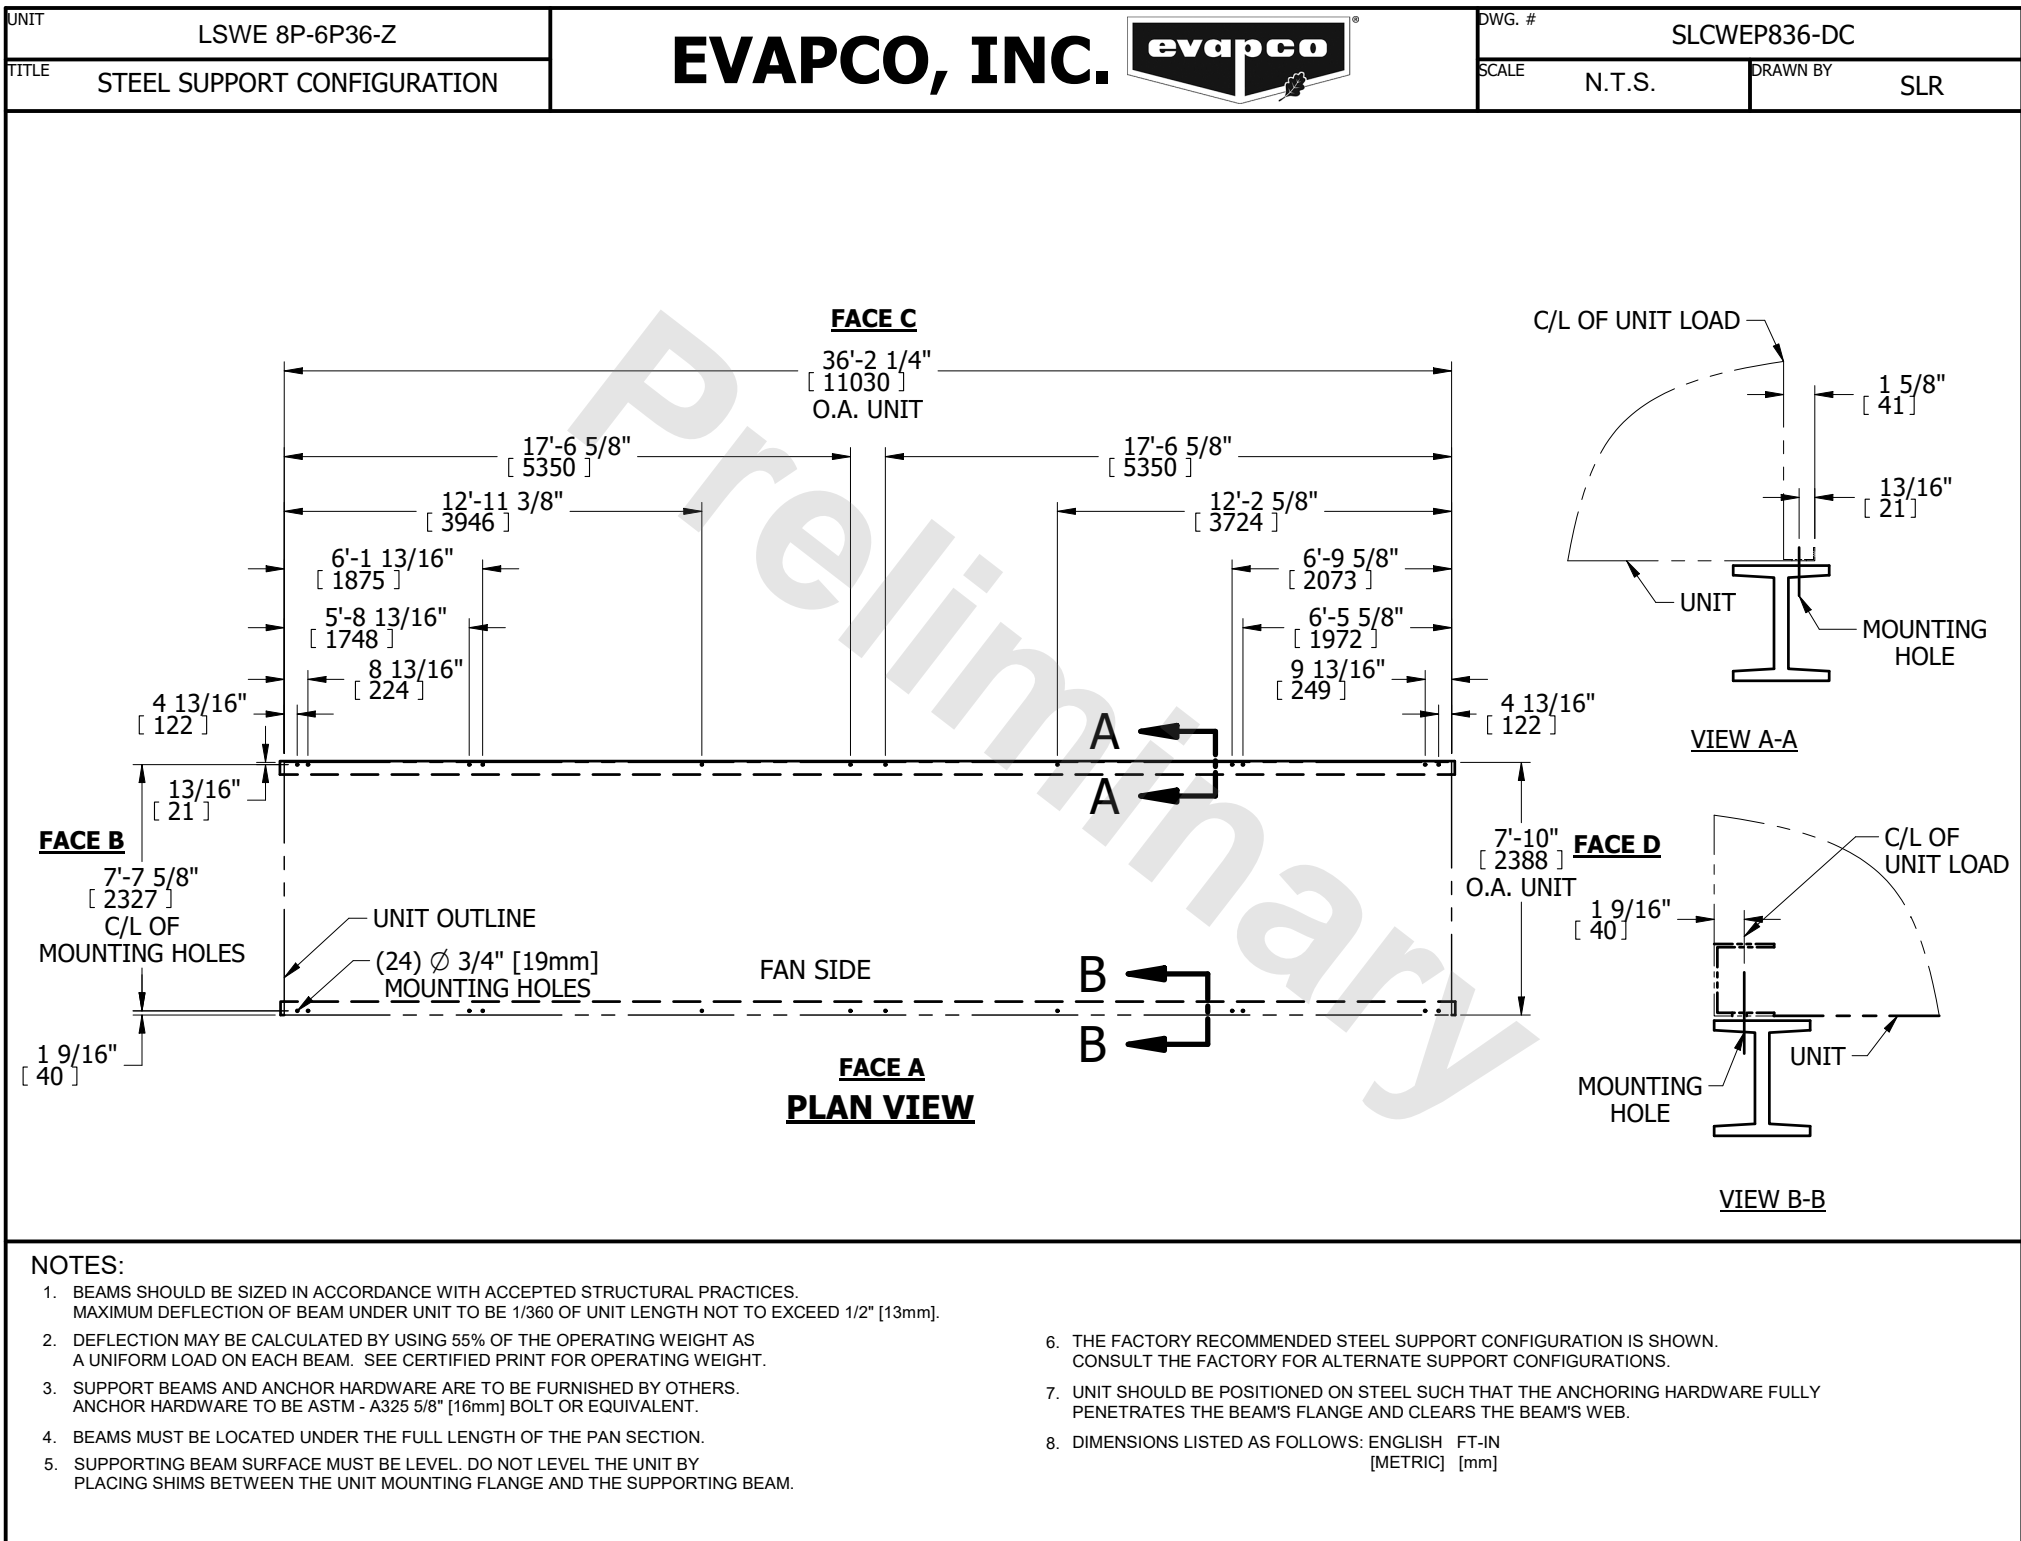 UNIT
LSWE 8P-6P36-Z
TITLE
STEEL SUPPORT CONFIGURATION
EVAPCO, INC.
evapco
®
DWG. #
SLCWEP836-DC
SCALE
N.T.S.
DRAWN BY
SLR
FACE C
36'-2 1/4"
[ 11030 ]
O.A. UNIT
17'-6 5/8"
[ 5350 ]
17'-6 5/8"
[ 5350 ]
12'-11 3/8"
[ 3946 ]
12'-2 5/8"
[ 3724 ]
6'-1 13/16"
[ 1875 ]
6'-9 5/8"
[ 2073 ]
5'-8 13/16"
[ 1748 ]
6'-5 5/8"
[ 1972 ]
8 13/16"
[ 224 ]
9 13/16"
[ 249 ]
4 13/16"
[ 122 ]
4 13/16"
[ 122 ]
A
A
13/16"
[ 21 ]
FACE B
7'-7 5/8"
[ 2327 ]
C/L OF
MOUNTING HOLES
7'-10"
[ 2388 ]
O.A. UNIT
FACE D
UNIT OUTLINE
(24) Ø 3/4" [19mm]
MOUNTING HOLES
FAN SIDE
B
B
1 9/16"
[ 40 ]
FACE A
PLAN VIEW
Preliminary
C/L OF UNIT LOAD
1 5/8"
[ 41 ]
13/16"
[ 21 ]
UNIT
MOUNTING
HOLE
VIEW A-A
C/L OF
UNIT LOAD
1 9/16"
[ 40 ]
UNIT
MOUNTING
HOLE
VIEW B-B
NOTES:
1. BEAMS SHOULD BE SIZED IN ACCORDANCE WITH ACCEPTED STRUCTURAL PRACTICES.
MAXIMUM DEFLECTION OF BEAM UNDER UNIT TO BE 1/360 OF UNIT LENGTH NOT TO EXCEED 1/2" [13mm].
2. DEFLECTION MAY BE CALCULATED BY USING 55% OF THE OPERATING WEIGHT AS
A UNIFORM LOAD ON EACH BEAM. SEE CERTIFIED PRINT FOR OPERATING WEIGHT.
3. SUPPORT BEAMS AND ANCHOR HARDWARE ARE TO BE FURNISHED BY OTHERS.
ANCHOR HARDWARE TO BE ASTM - A325 5/8" [16mm] BOLT OR EQUIVALENT.
4. BEAMS MUST BE LOCATED UNDER THE FULL LENGTH OF THE PAN SECTION.
5. SUPPORTING BEAM SURFACE MUST BE LEVEL. DO NOT LEVEL THE UNIT BY
PLACING SHIMS BETWEEN THE UNIT MOUNTING FLANGE AND THE SUPPORTING BEAM.
6. THE FACTORY RECOMMENDED STEEL SUPPORT CONFIGURATION IS SHOWN.
CONSULT THE FACTORY FOR ALTERNATE SUPPORT CONFIGURATIONS.
7. UNIT SHOULD BE POSITIONED ON STEEL SUCH THAT THE ANCHORING HARDWARE FULLY
PENETRATES THE BEAM'S FLANGE AND CLEARS THE BEAM'S WEB.
8. DIMENSIONS LISTED AS FOLLOWS: ENGLISH FT-IN
[METRIC] [mm]